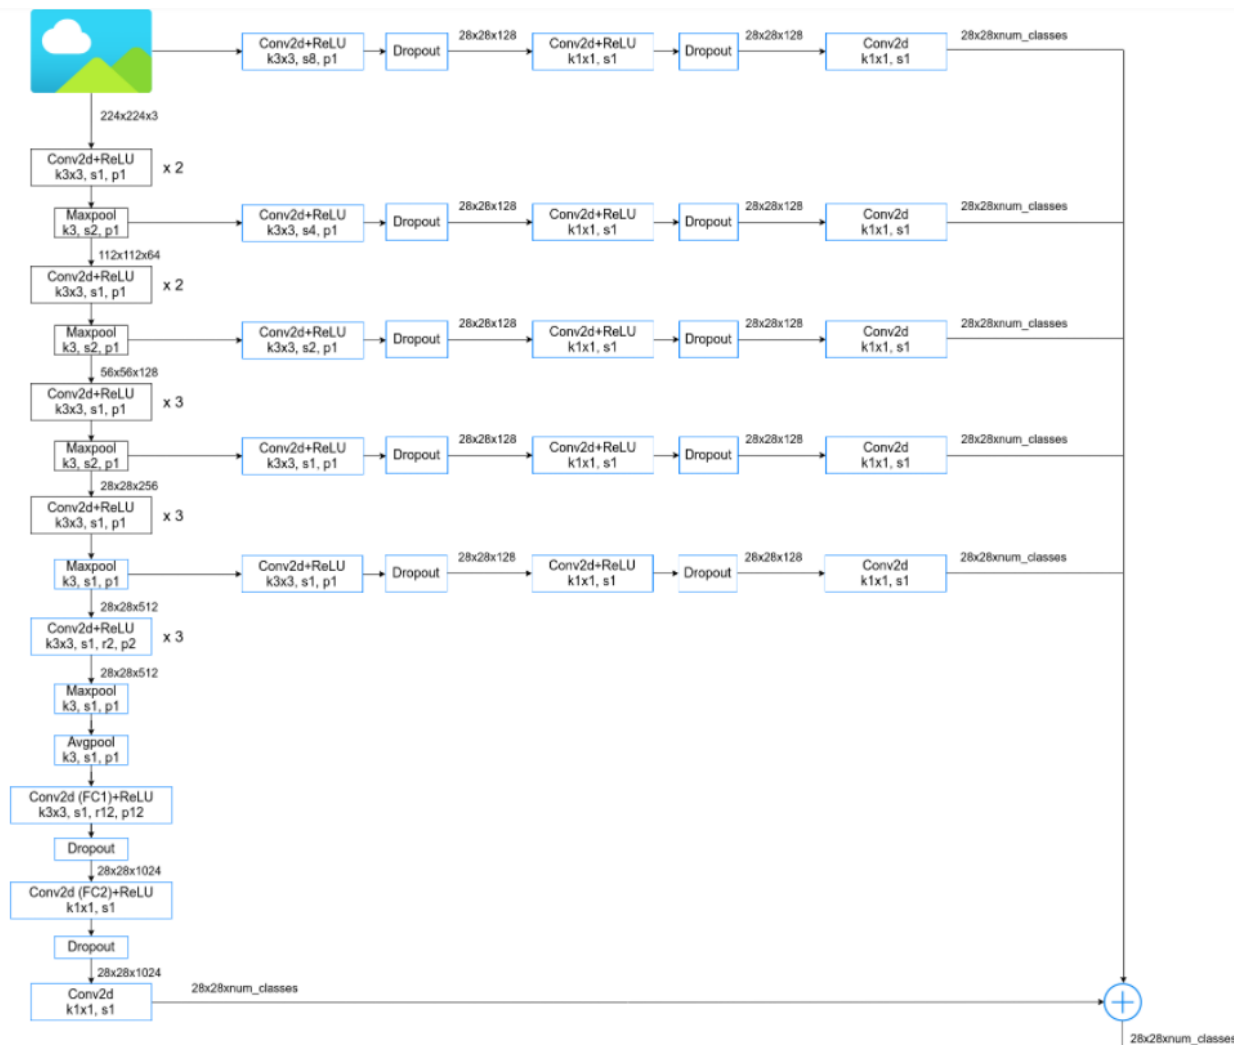 Conv2d+ReLU
k3x3, s8, p1
Dropout
28x28x128
Conv2d+ReLU
k1x1, s1
Dropout
28x28x128
Conv2d
k1x1, s1
28x28xnum_classes
224x224x3
Conv2d+ReLU
k3x3, s1, p1
x 2
Maxpool
k3, s2, p1
Conv2d+ReLU
k3x3, s4, p1
Dropout
28x28x128
Conv2d+ReLU
k1x1, s1
Dropout
28x28x128
Conv2d
k1x1, s1
28x28xnum_classes
112x112x64
Conv2d+ReLU
k3x3, s1, p1
x 2
Maxpool
k3, s2, p1
Conv2d+ReLU
k3x3, s2, p1
Dropout
28x28x128
Conv2d+ReLU
k1x1, s1
Dropout
28x28x128
Conv2d
k1x1, s1
28x28xnum_classes
56x56x128
Conv2d+ReLU
k3x3, s1, p1
x 3
Maxpool
k3, s2, p1
Conv2d+ReLU
k3x3, s1, p1
Dropout
28x28x128
Conv2d+ReLU
k1x1, s1
Dropout
28x28x128
Conv2d
k1x1, s1
28x28xnum_classes
28x28x256
Conv2d+ReLU
k3x3, s1, p1
x 3
Maxpool
k3, s1, p1
Conv2d+ReLU
k3x3, s1, p1
Dropout
28x28x128
Conv2d+ReLU
k1x1, s1
Dropout
28x28x128
Conv2d
k1x1, s1
28x28xnum_classes
28x28x512
Conv2d+ReLU
k3x3, s1, r2, p2
x 3
28x28x512
Maxpool
k3, s1, p1
Avgpool
k3, s1, p1
Conv2d (FC1)+ReLU
k3x3, s1, r12, p12
Dropout
28x28x1024
Conv2d (FC2)+ReLU
k1x1, s1
Dropout
28x28x1024
Conv2d
k1x1, s1
28x28xnum_classes
28x28xnum_classes